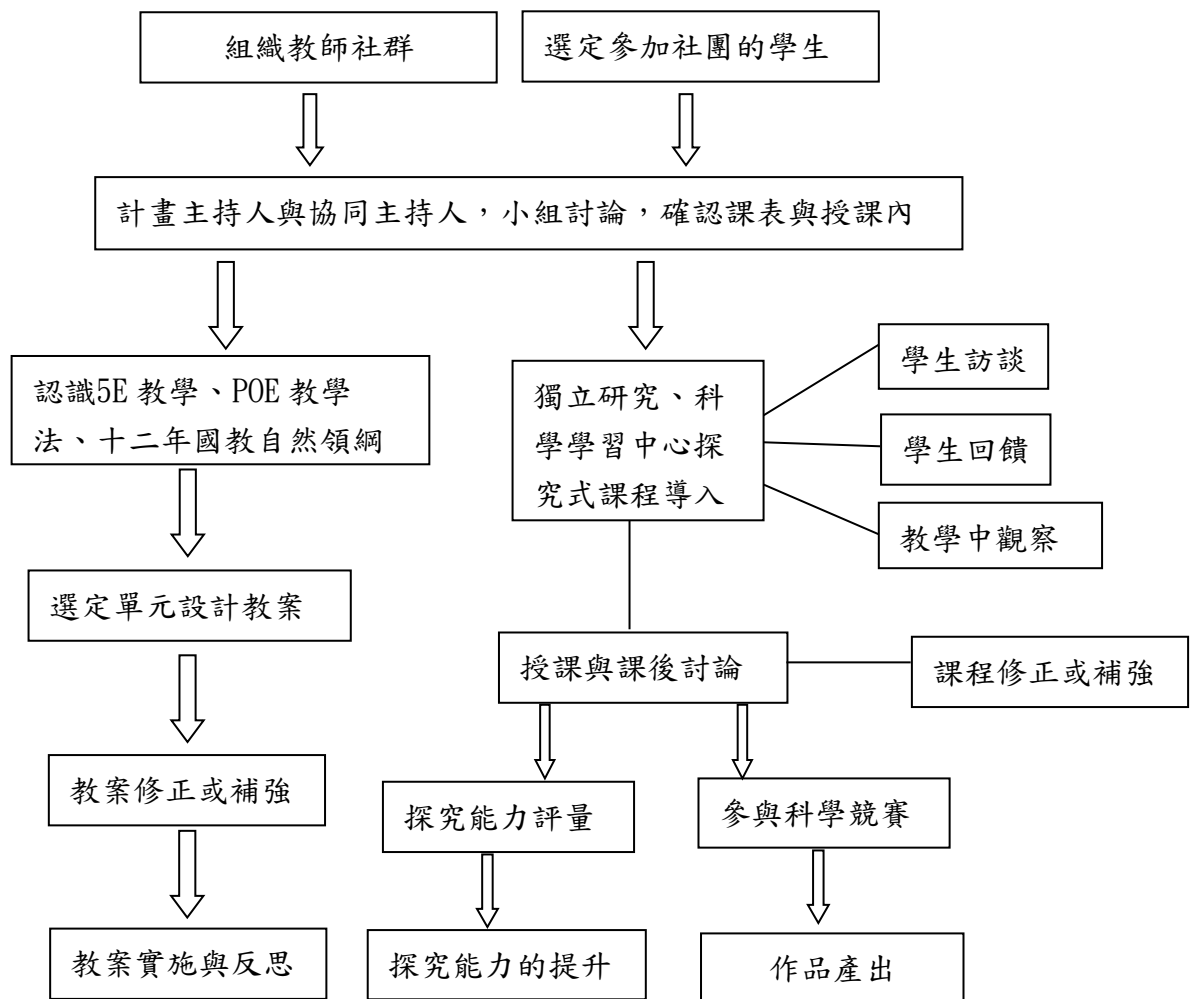 組織教師社群
選定參加社團的學生
計畫主持人與協同主持人，小組討論，確認課表與授課內
認識5E 教學、POE 教學
法、十二年國教自然領綱
獨立研究、科
學學習中心探
究式課程導入
學生訪談
學生回饋
教學中觀察
選定單元設計教案
授課與課後討論
課程修正或補強
教案修正或補強
探究能力評量
參與科學競賽
教案實施與反思
探究能力的提升
作品產出